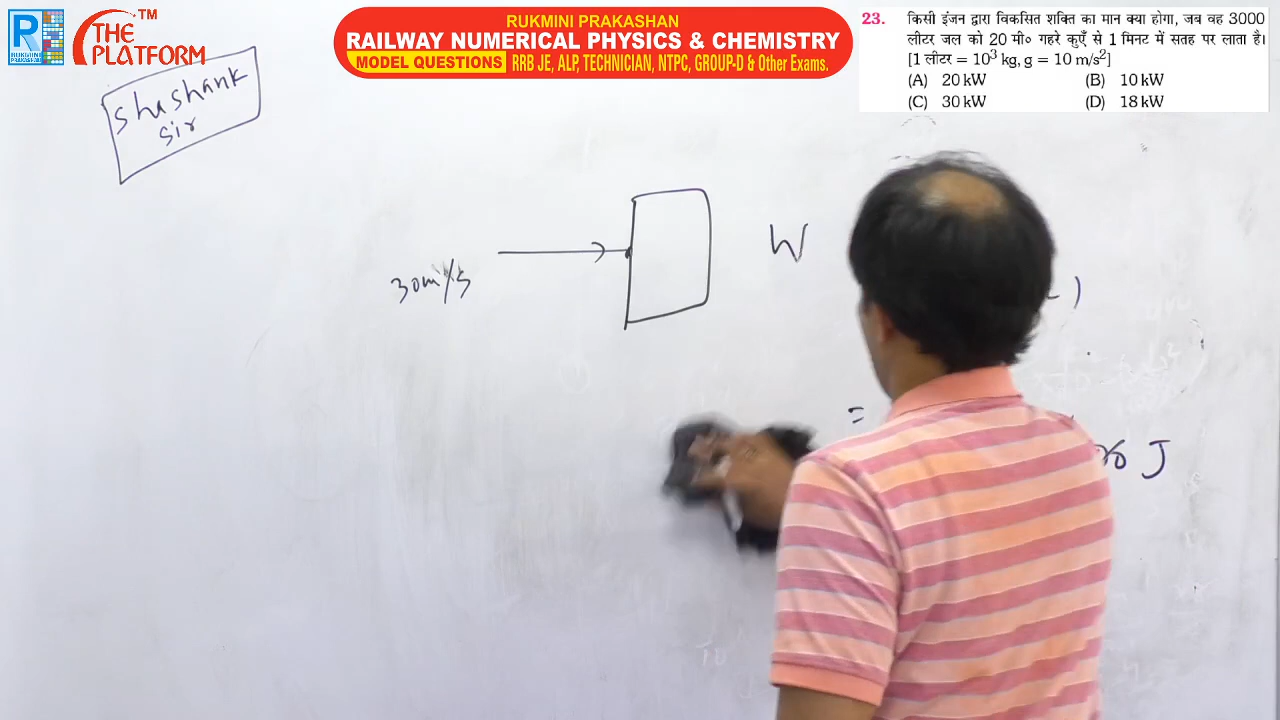 R
RUKMINI
PRAKASHAN
THE
PLATFORM
TM
RUKMINI PRAKASHAN
RAILWAY NUMERICAL PHYSICS & CHEMISTRY
MODEL QUESTIONS RRB JE, ALP, TECHNICIAN, NTPC, GROUP-D & Other Exams.
23. किसी इंजन द्वारा विकसित शक्ति का मान क्या होगा, जब वह 3000
लीटर जल को 20 मी० गहरे कुएँ से 1 मिनट में सतह पर लाता है।
[1 लीटर = 10³ kg, g = 10 m/s²]
(A) 20 kW (B) 10 kW
(C) 30 kW (D) 18 kW
Shashank
Sir
30m/s
W
)
=
J